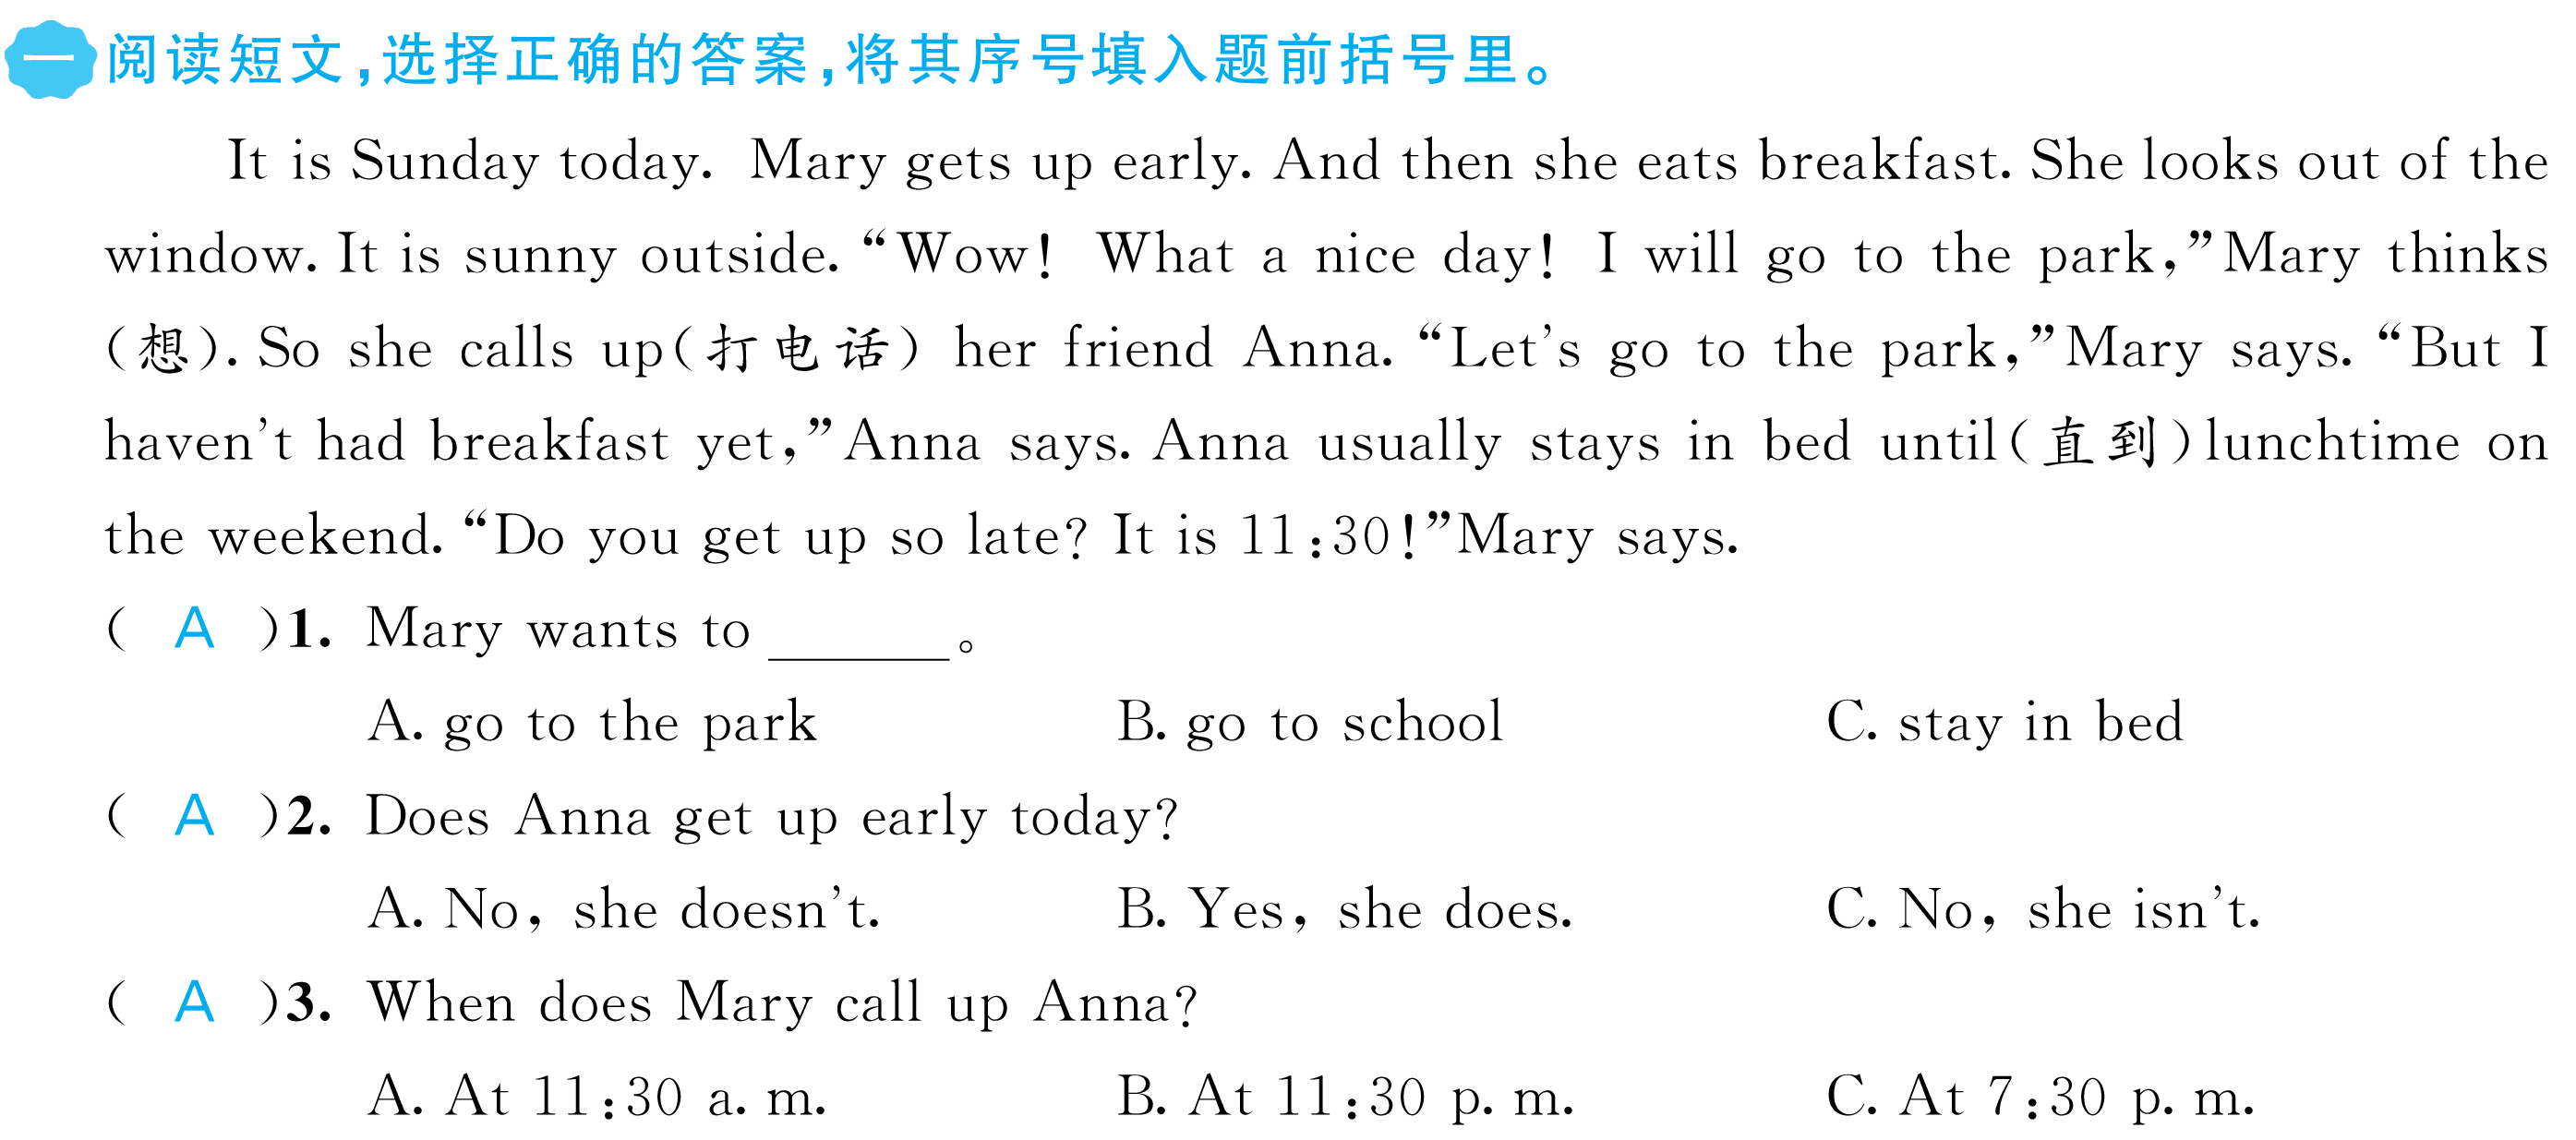 一 阅读短文,选择正确的答案,将其序号填入题前括号里。
It is Sunday today. Mary gets up early. And then she eats breakfast. She looks out of the
window. It is sunny outside. “Wow! What a nice day! I will go to the park,”Mary thinks
(想). So she calls up(打电话) her friend Anna. “Let’s go to the park,”Mary says. “But I
haven’t had breakfast yet,”Anna says. Anna usually stays in bed until(直到)lunchtime on
the weekend. “Do you get up so late? It is 11:30!”Mary says.
( A )1. Mary wants to ______。
A. go to the park B. go to school C. stay in bed
( A )2. Does Anna get up early today?
A. No, she doesn’t. B. Yes, she does. C. No, she isn’t.
( A )3. When does Mary call up Anna?
A. At 11:30 a. m. B. At 11:30 p. m. C. At 7:30 p. m.